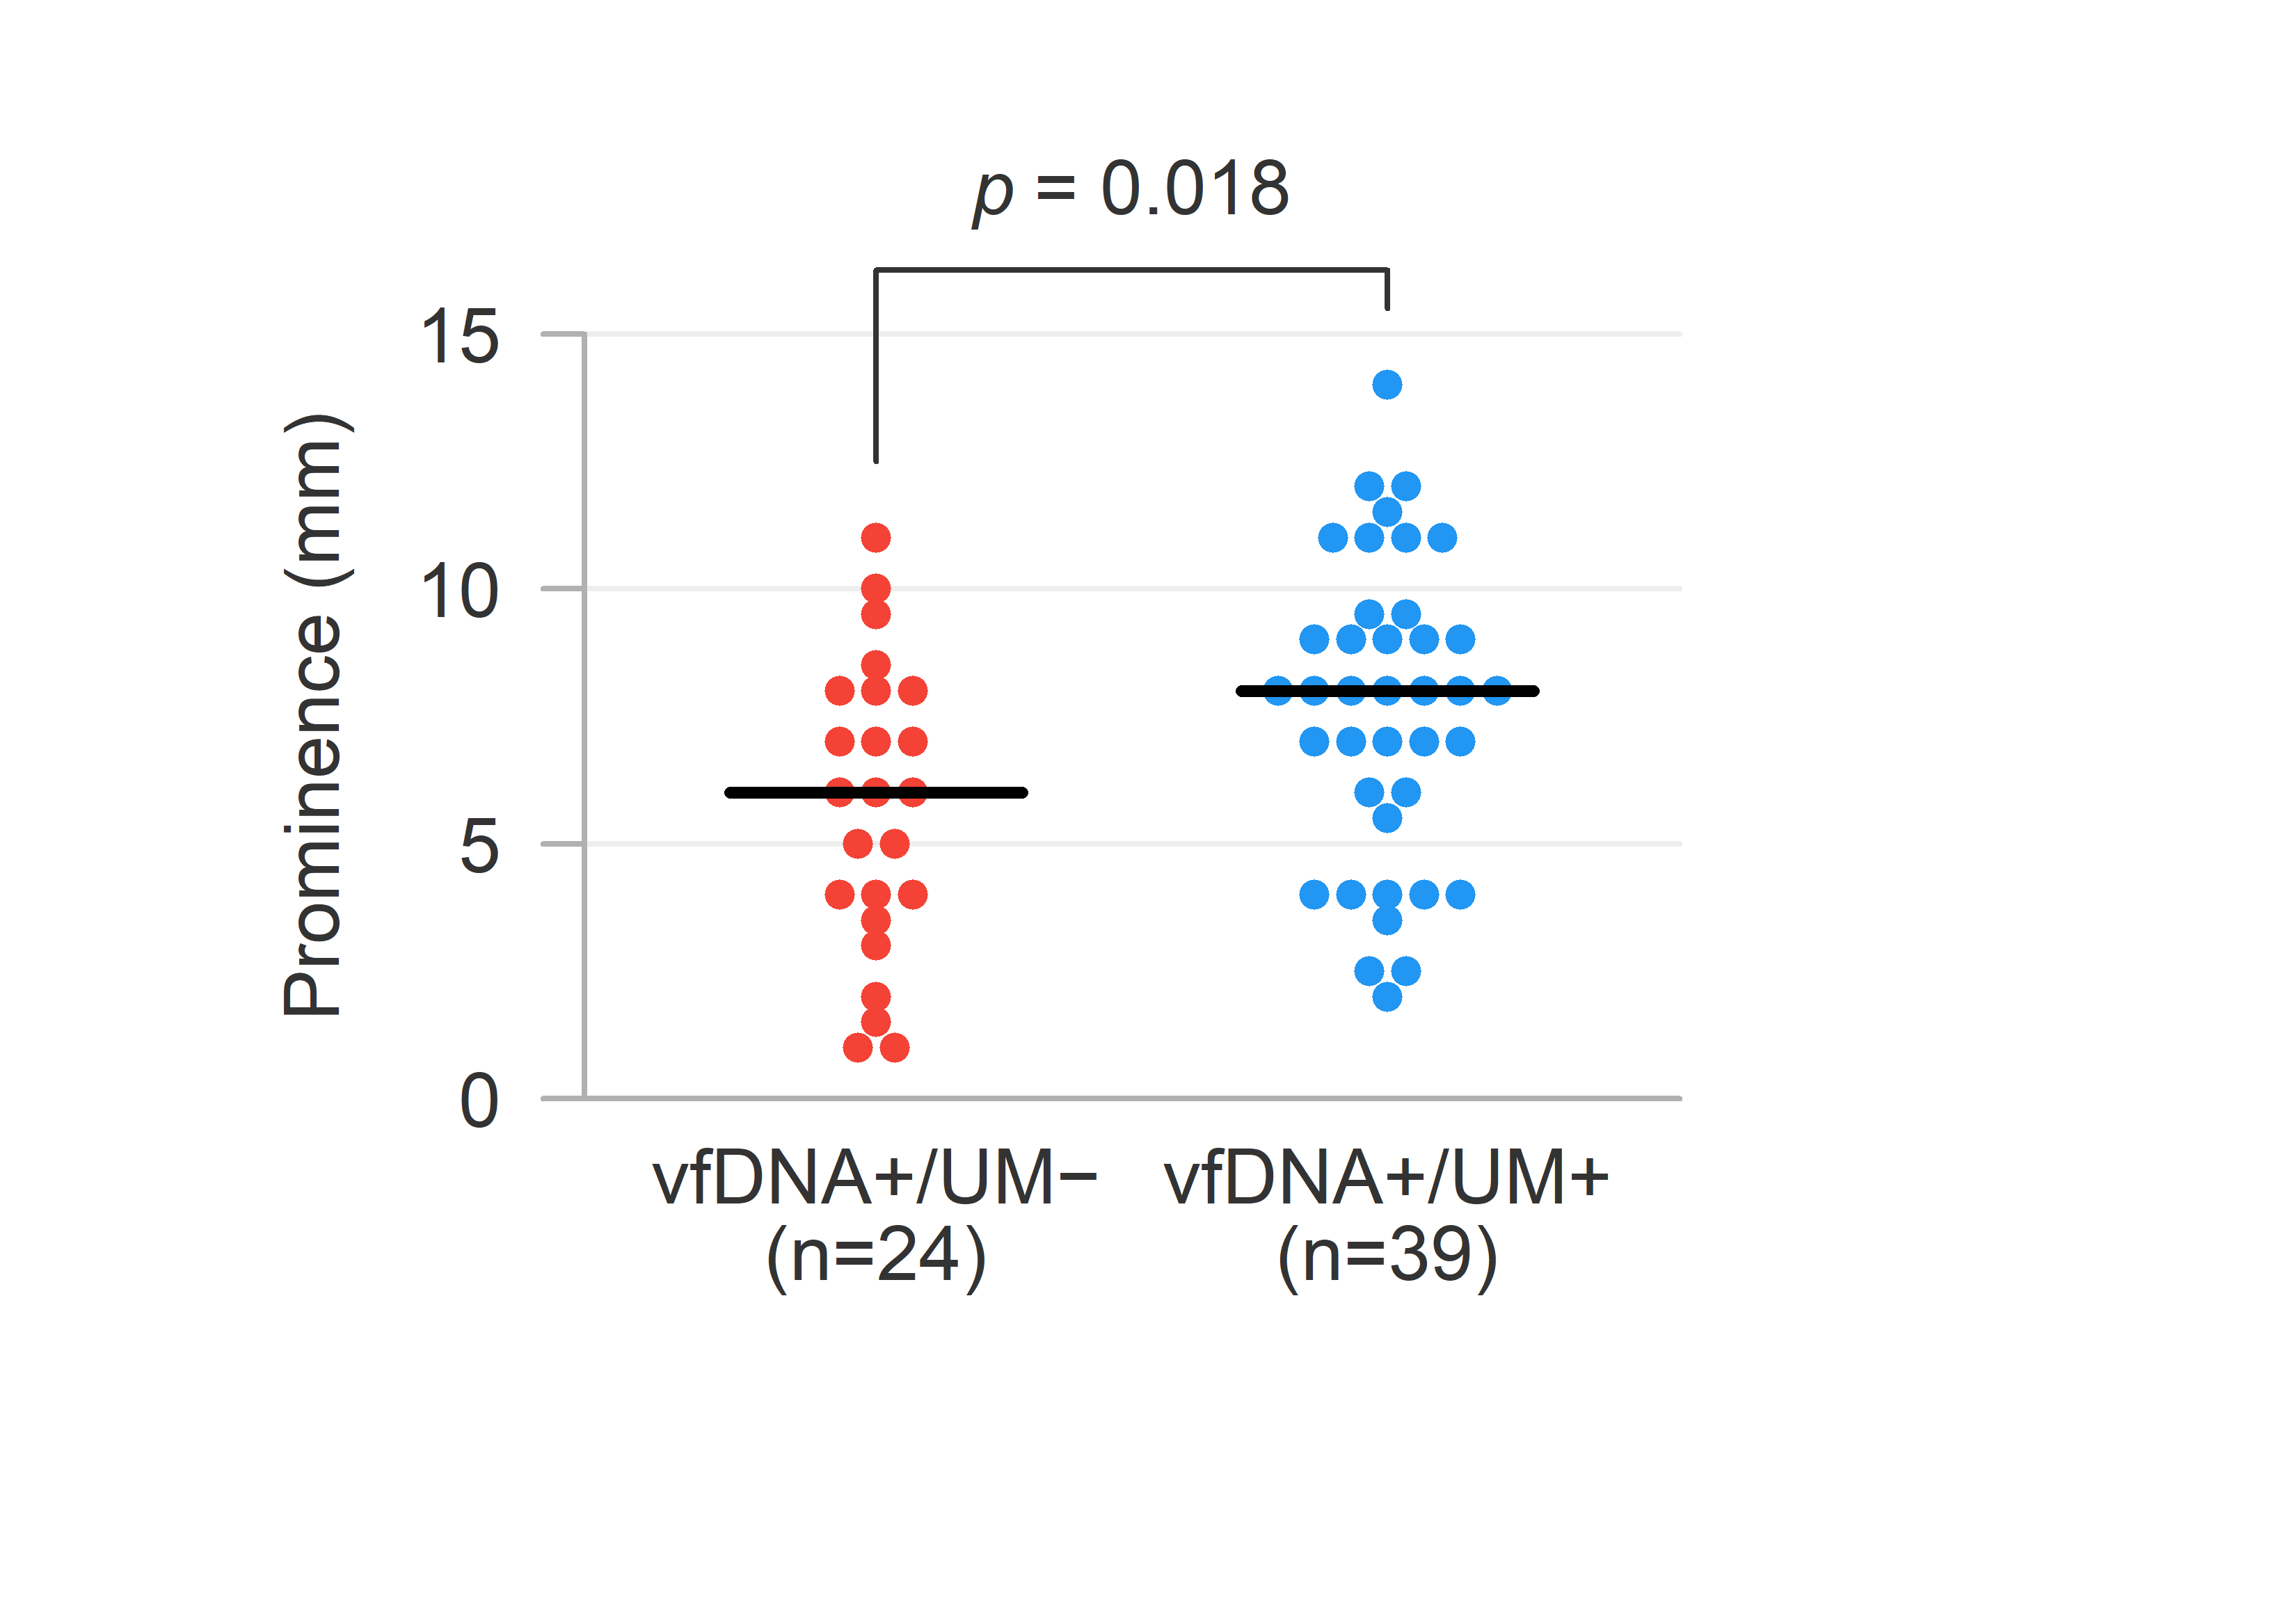 p = 0.018
15
10
5
0
Prominence (mm)
vfDNA+/UM−
(n=24)
vfDNA+/UM+
(n=39)